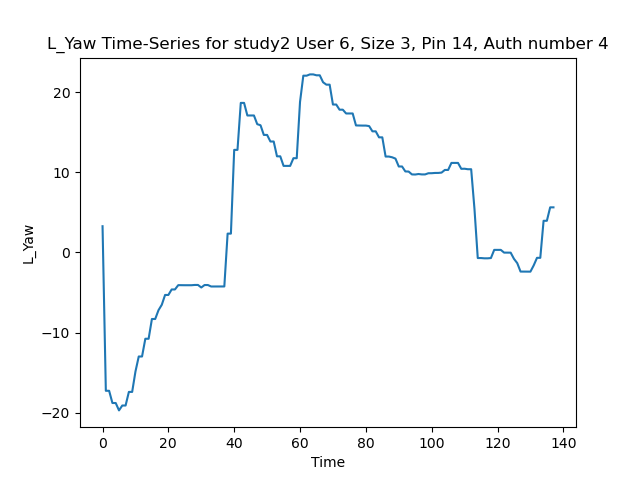 L_Yaw Time-Series for study2 User 6, Size 3, Pin 14, Auth number 4
20
10
0
−10
−20
L_Yaw
0 20 40 60 80 100 120 140
Time